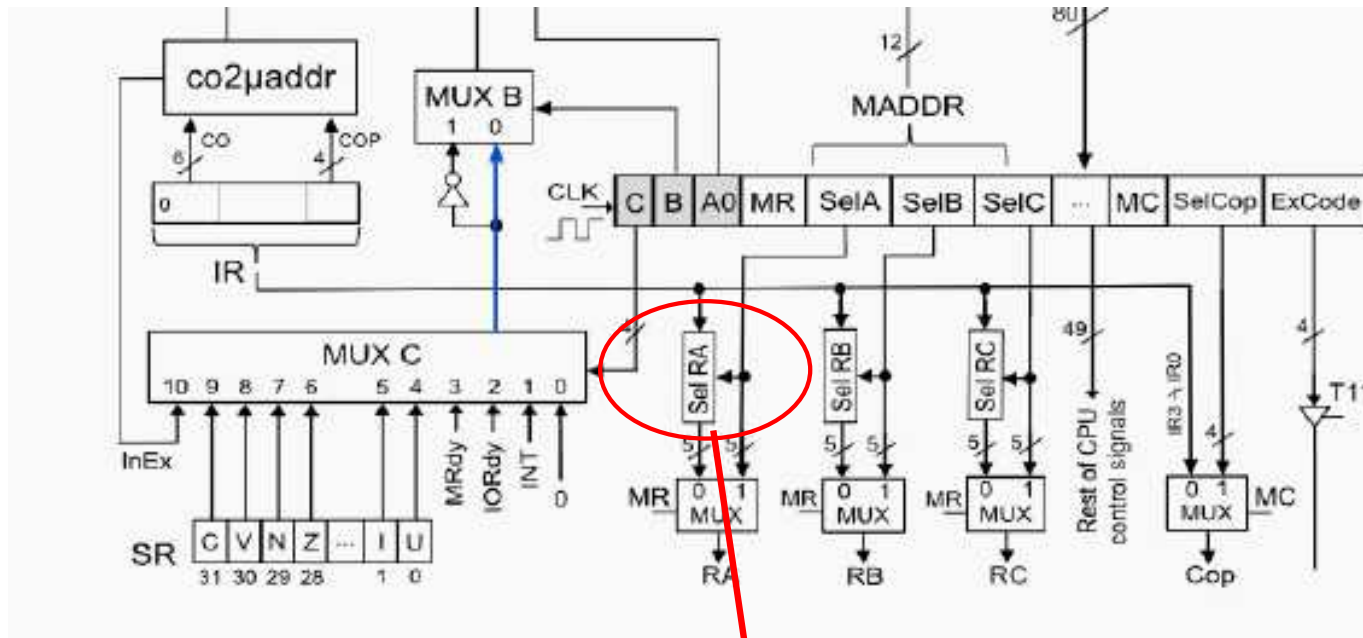 80
12
co2µaddr
MUX B
1 0
MADDR
CO
COP
6
4
0
CLK
C B A0 MR SelA SelB SelC ... MC SelCop ExCode
IR
MUX C
10 9 8 7 6 5 4 3 2 1 0
Sel RA
Sel RB
Sel RC
49
4
IR3 - IR0
4
T11
InEx
MRdy
IORdy
INT
0
5 5
5 5
5 5
Rest of CPU
control signals
MR 0 1
MUX
MR 0 1
MUX
MR 0 1
MUX
0 1 MC
MUX
SR C V N Z ... I U
31 30 29 28 1 0
RA
RB
RC
Cop